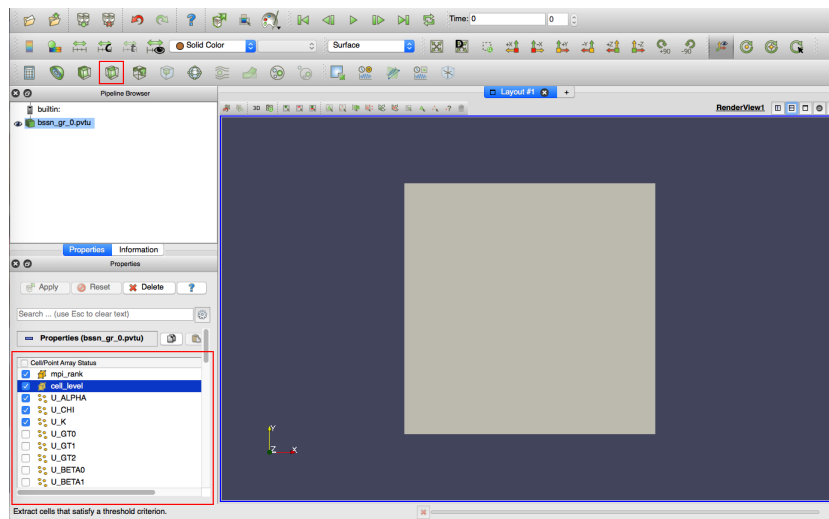 Time: 0 0
Solid Color Surface
+X -X +Y -Y +Z -Z +90 -90
Pipeline Browser
Layout #1 +
builtin:
3D
RenderView1
bssn_gr_0.pvtu
Properties Information
Properties
Apply Reset Delete ?
Search ... (use Esc to clear text)
Properties (bssn_gr_0.pvtu)
Cell/Point Array Status
mpi_rank
cell_level
U_ALPHA
U_CHI
U_K
U_GT0
U_GT1
U_GT2
U_BETA0
U_BETA1
Y
Z X
Extract cells that satisfy a threshold criterion.